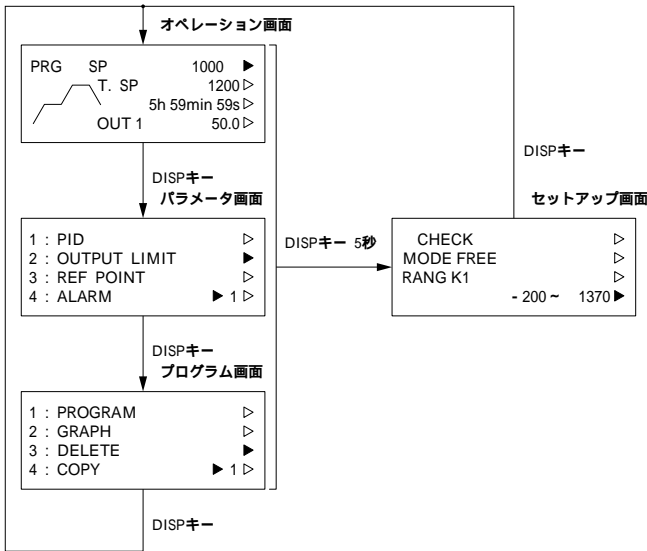 オペレーション画面
PRG SP 1000 ▶
T. SP 1200 ▷
5h 59min 59s ▷
OUT 1 50.0 ▷
DISPキー
DISPキー
パラメータ画面
セットアップ画面
1 : PID ▷
2 : OUTPUT LIMIT ▶
3 : REF POINT ▷
4 : ALARM ▶ 1 ▷
DISPキー 5秒
CHECK ▷
MODE FREE ▷
RANG K1 ▷
- 200 ~ 1370 ▶
DISPキー
プログラム画面
1 : PROGRAM ▷
2 : GRAPH ▷
3 : DELETE ▶
4 : COPY ▶ 1 ▷
DISPキー